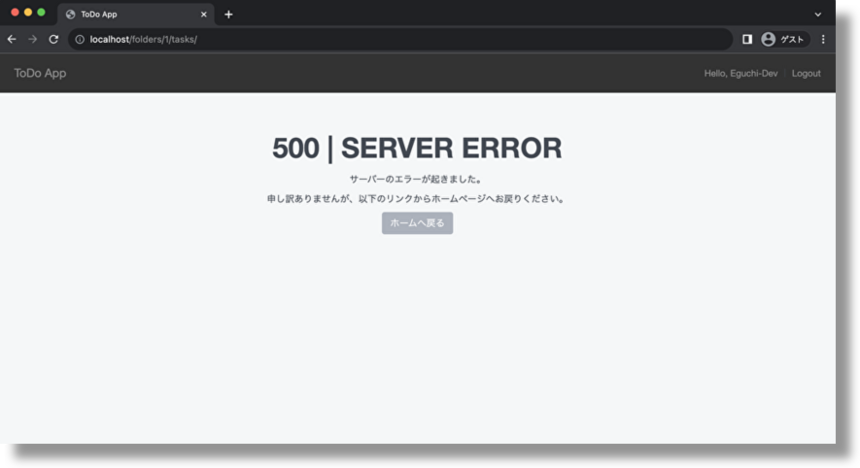 ToDo App
localhost/folders/1/tasks/
ゲスト
ToDo App
Hello, Eguchi-Dev | Logout
500 | SERVER ERROR
サーバーのエラーが起きました。
申し訳ありませんが、以下のリンクからホームページへお戻りください。
ホームへ戻る